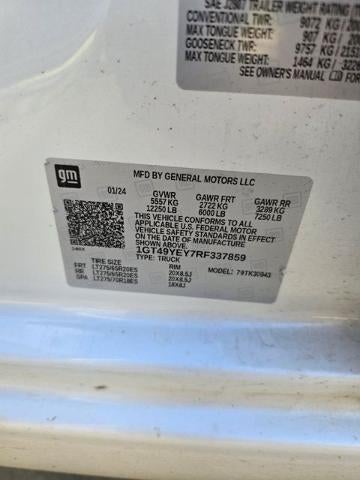 SAE J2807 TRAILER WEIGHT RATING
CONVENTIONAL TWR: 9072 KG /
MAX TONGUE WEIGHT: 907 KG /
GOOSENECK TWR: 9757 KG /
MAX TONGUE WEIGHT: 1464 KG /
SEE OWNER'S MANUAL
gm
MFD BY GENERAL MOTORS LLC
01/24
GVWR GAWR FRT GAWR RR
5557 KG 2722 KG 3289 KG
12250 LB 6000 LB 7250 LB
THIS VEHICLE CONFORMS TO ALL
APPLICABLE U.S. FEDERAL MOTOR
VEHICLE SAFETY STANDARDS IN
EFFECT ON THE DATE OF
MANUFACTURE SHOWN ABOVE.
1GT49YEY7RF337859
TYPE: TRUCK
TIRE SIZE RIM MODEL: 79TK30943
FRT LT275/65R20ES 20X8.5J
RR LT275/65R20ES 20X8.5J
SPA LT275/70R18ES 18X8J